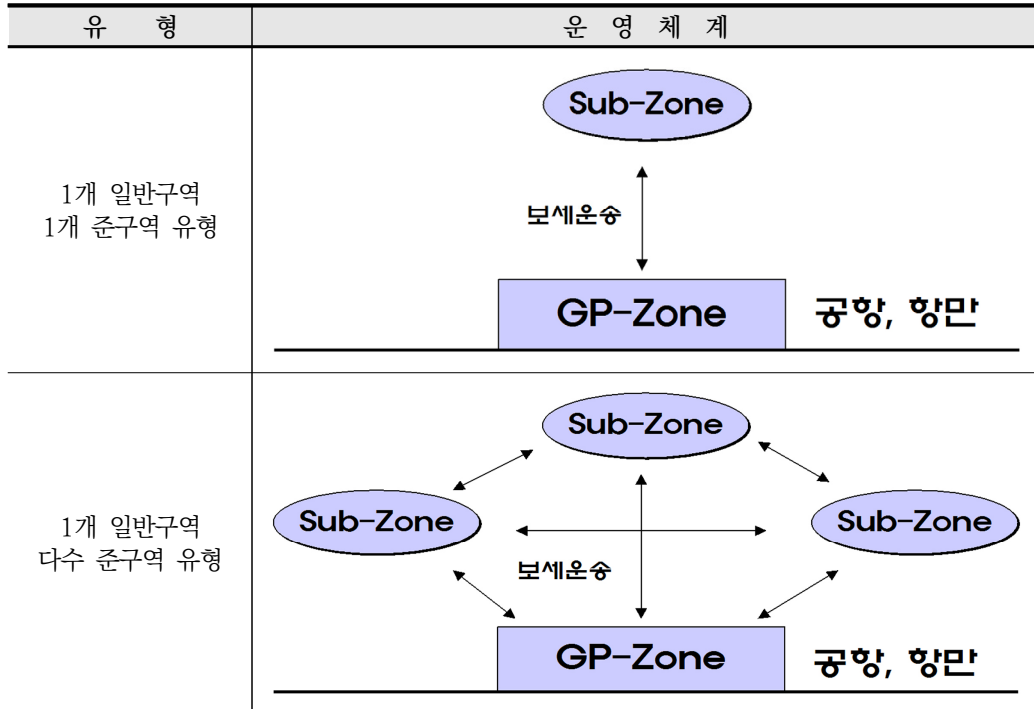 유 형
운 영 체 계
1개 일반구역
1개 준구역 유형
Sub-Zone
보세운송
GP-Zone
공항, 항만
1개 일반구역
다수 준구역 유형
Sub-Zone
Sub-Zone
Sub-Zone
보세운송
GP-Zone
공항, 항만